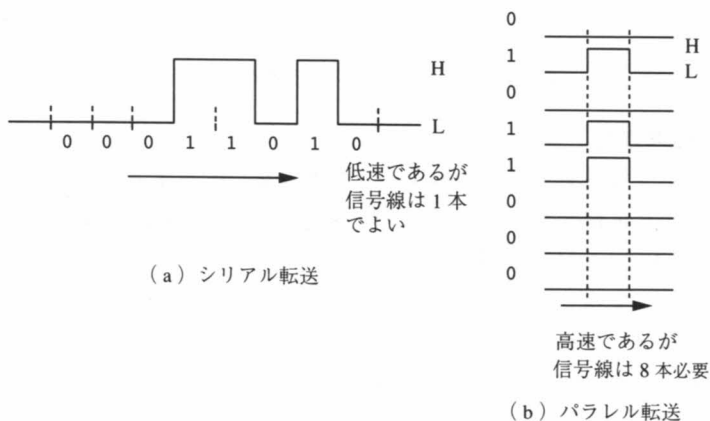 H
L
0 0 0 1 1 0 1 0
低速であるが
信号線は1本
でよい
(a) シリアル転送
0
1
H
L
0
1
1
0
0
0
高速であるが
信号線は8本必要
(b) パラレル転送